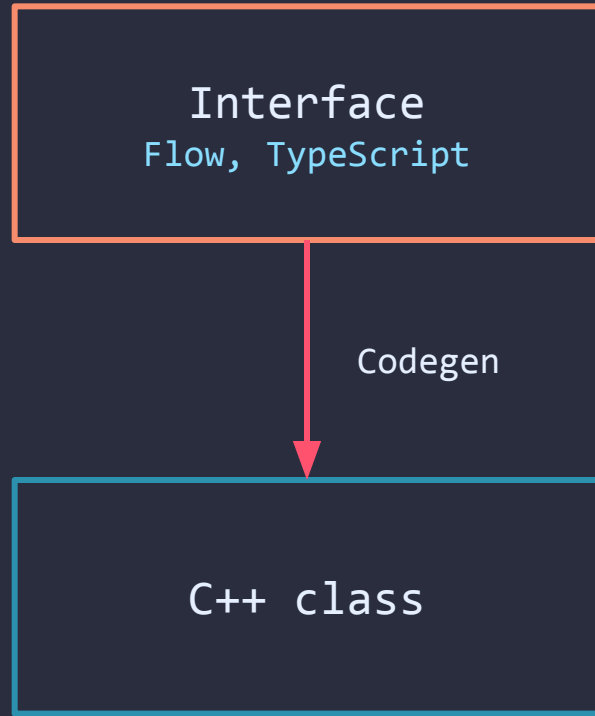 Interface
Flow, TypeScript
Codegen
C++ class